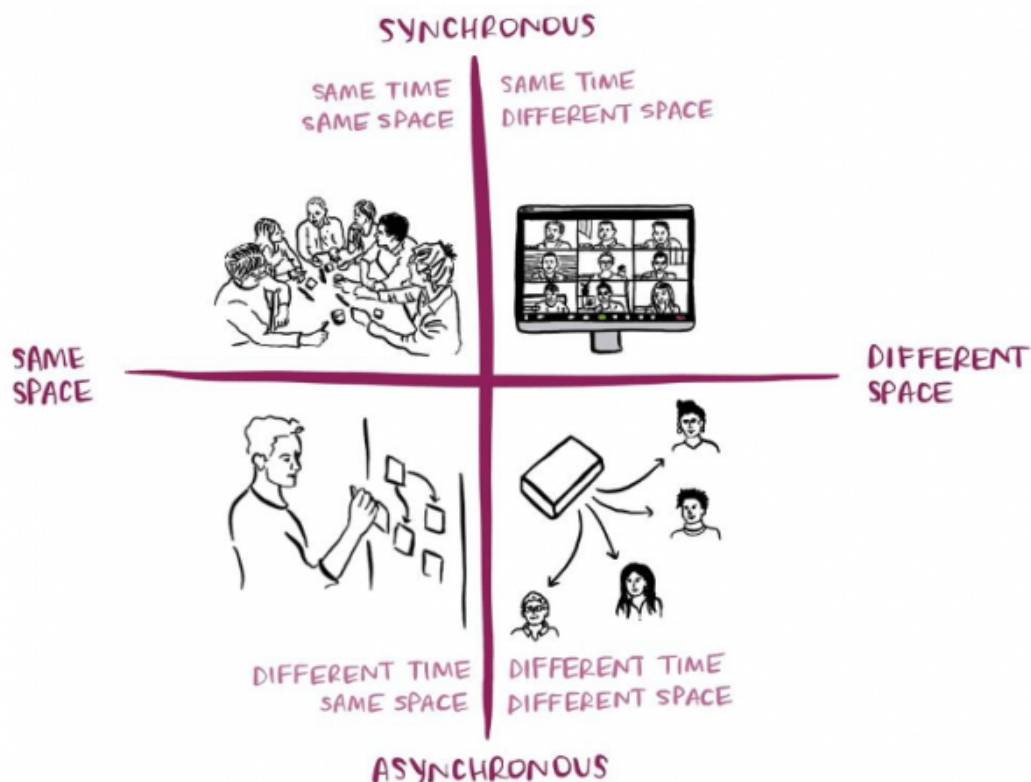 SYNCHRONOUS
SAME TIME
SAME SPACE
SAME TIME
DIFFERENT SPACE
SAME
SPACE
DIFFERENT
SPACE
DIFFERENT TIME
SAME SPACE
DIFFERENT TIME
DIFFERENT SPACE
ASYNCHRONOUS